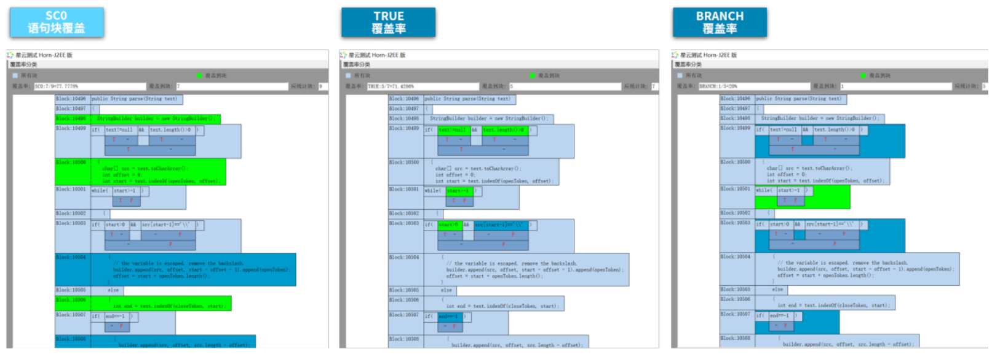 SC0
语句块覆盖
星云测试 Horn-J2EE 版
覆盖率分类
所有块
覆盖到块
覆盖率: SC0:7/9=77.7778% 覆盖到块: 7 应统计块: 9
Block:10496 public String parse(String text)
Block:10497 {
Block:10498 StringBuilder builder = new StringBuilder();
Block:10499 if( text!=null && text.length()>0 )
T - T -
T -
Block:10500 {
char[] src = text.toCharArray();
int offset = 0;
int start = text.indexOf(openToken, offset);
Block:10501 while( start>-1 )
T F
Block:10502 {
Block:10503 if( start>0 && src[start-1]=='\\' )
T - - F
- F
Block:10504 {
// the variable is escaped. remove the backslash.
builder.append(src, offset, start - offset - 1).append(openToken);
offset = start + openToken.length();
}
Block:10505 else
Block:10506 {
int end = text.indexOf(closeToken, start);
Block:10507 if( end==-1 )
- F
Block:10508 {
builder.append(src, offset, src.length - offset);
TRUE
覆盖率
星云测试 Horn-J2EE 版
覆盖率分类
所有块
覆盖到块
覆盖率: TRUE:5/7=71.4286% 覆盖到块: 5 应统计块: 7
Block:10496 public String parse(String text)
Block:10497 {
Block:10498 StringBuilder builder = new StringBuilder();
Block:10499 if( text!=null && text.length()>0 )
T - T -
T -
Block:10500 {
char[] src = text.toCharArray();
int offset = 0;
int start = text.indexOf(openToken, offset);
Block:10501 while( start>-1 )
T F
Block:10502 {
Block:10503 if( start>0 && src[start-1]=='\\' )
T - - F
- F
Block:10504 {
// the variable is escaped. remove the backslash.
builder.append(src, offset, start - offset - 1).append(openToken);
offset = start + openToken.length();
}
Block:10505 else
Block:10506 {
int end = text.indexOf(closeToken, start);
Block:10507 if( end==-1 )
- F
Block:10508 {
builder.append(src, offset, src.length - offset);
BRANCH
覆盖率
星云测试 Horn-J2EE 版
覆盖率分类
所有块
覆盖到块
覆盖率: BRANCH:1/5=20% 覆盖到块: 1 应统计块: 5
Block:10496 public String parse(String text)
Block:10497 {
Block:10498 StringBuilder builder = new StringBuilder();
Block:10499 if( text!=null && text.length()>0 )
T - T -
T -
Block:10500 {
char[] src = text.toCharArray();
int offset = 0;
int start = text.indexOf(openToken, offset);
Block:10501 while( start>-1 )
T F
Block:10502 {
Block:10503 if( start>0 && src[start-1]=='\\' )
T - - F
- F
Block:10504 {
// the variable is escaped. remove the backslash.
builder.append(src, offset, start - offset - 1).append(openToken);
offset = start + openToken.length();
}
Block:10505 else
Block:10506 {
int end = text.indexOf(closeToken, start);
Block:10507 if( end==-1 )
- F
Block:10508 {
builder.append(src, offset, src.length - offset);